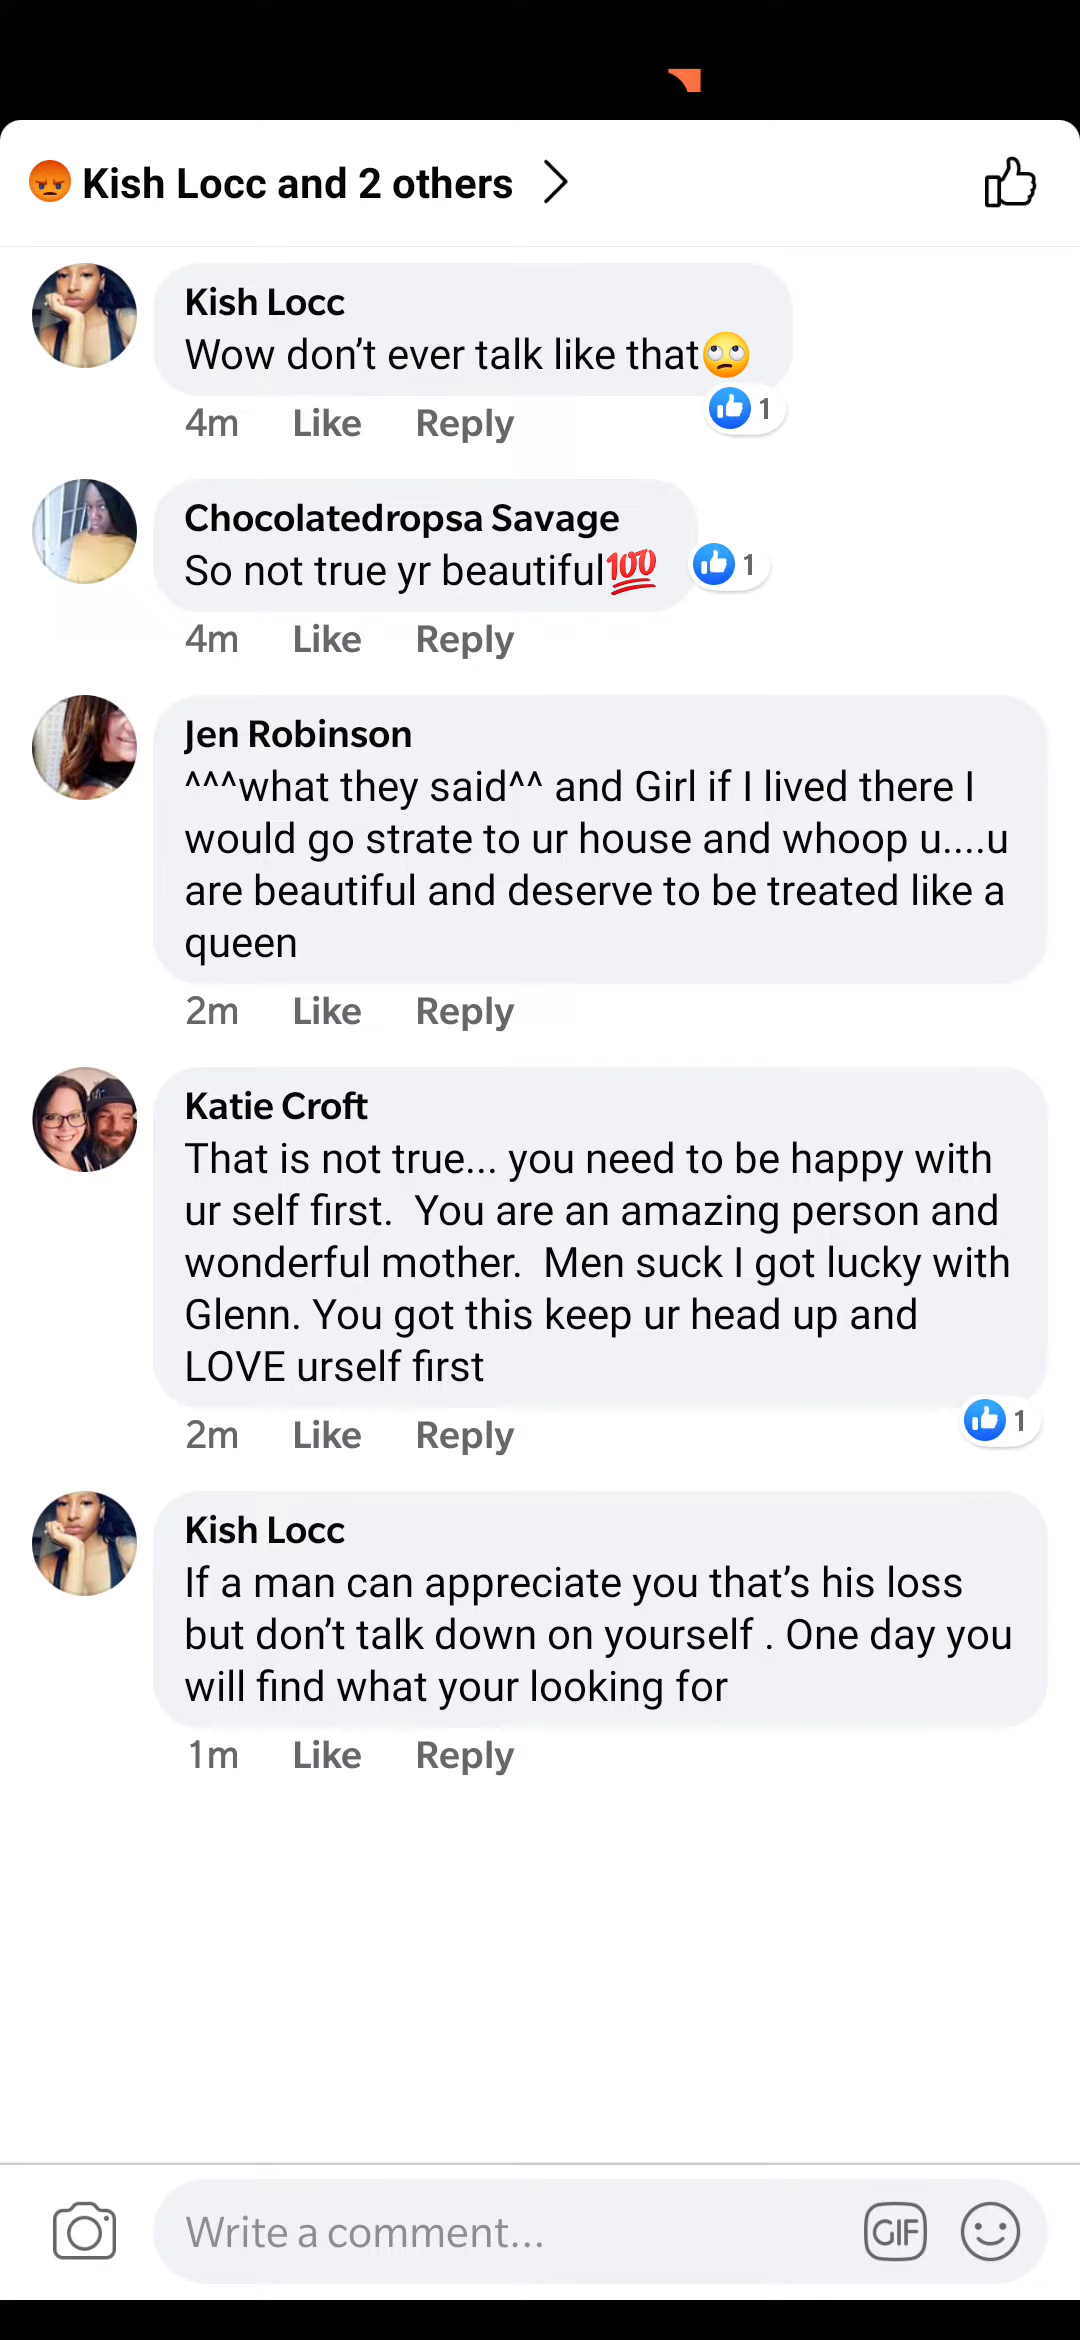 Kish Locc and 2 others
Kish Locc
Wow don't ever talk like that🙄
4m Like Reply 1
Chocolatedropsa Savage
So not true yr beautiful💯 1
4m Like Reply
Jen Robinson
^^^what they said^^ and Girl if I lived there I
would go strate to ur house and whoop u....u
are beautiful and deserve to be treated like a
queen
2m Like Reply
Katie Croft
That is not true... you need to be happy with
ur self first.  You are an amazing person and
wonderful mother.  Men suck I got lucky with
Glenn. You got this keep ur head up and
LOVE urself first
2m Like Reply 1
Kish Locc
If a man can appreciate you that's his loss
but don't talk down on yourself . One day you
will find what your looking for
1m Like Reply
Write a comment...
GIF